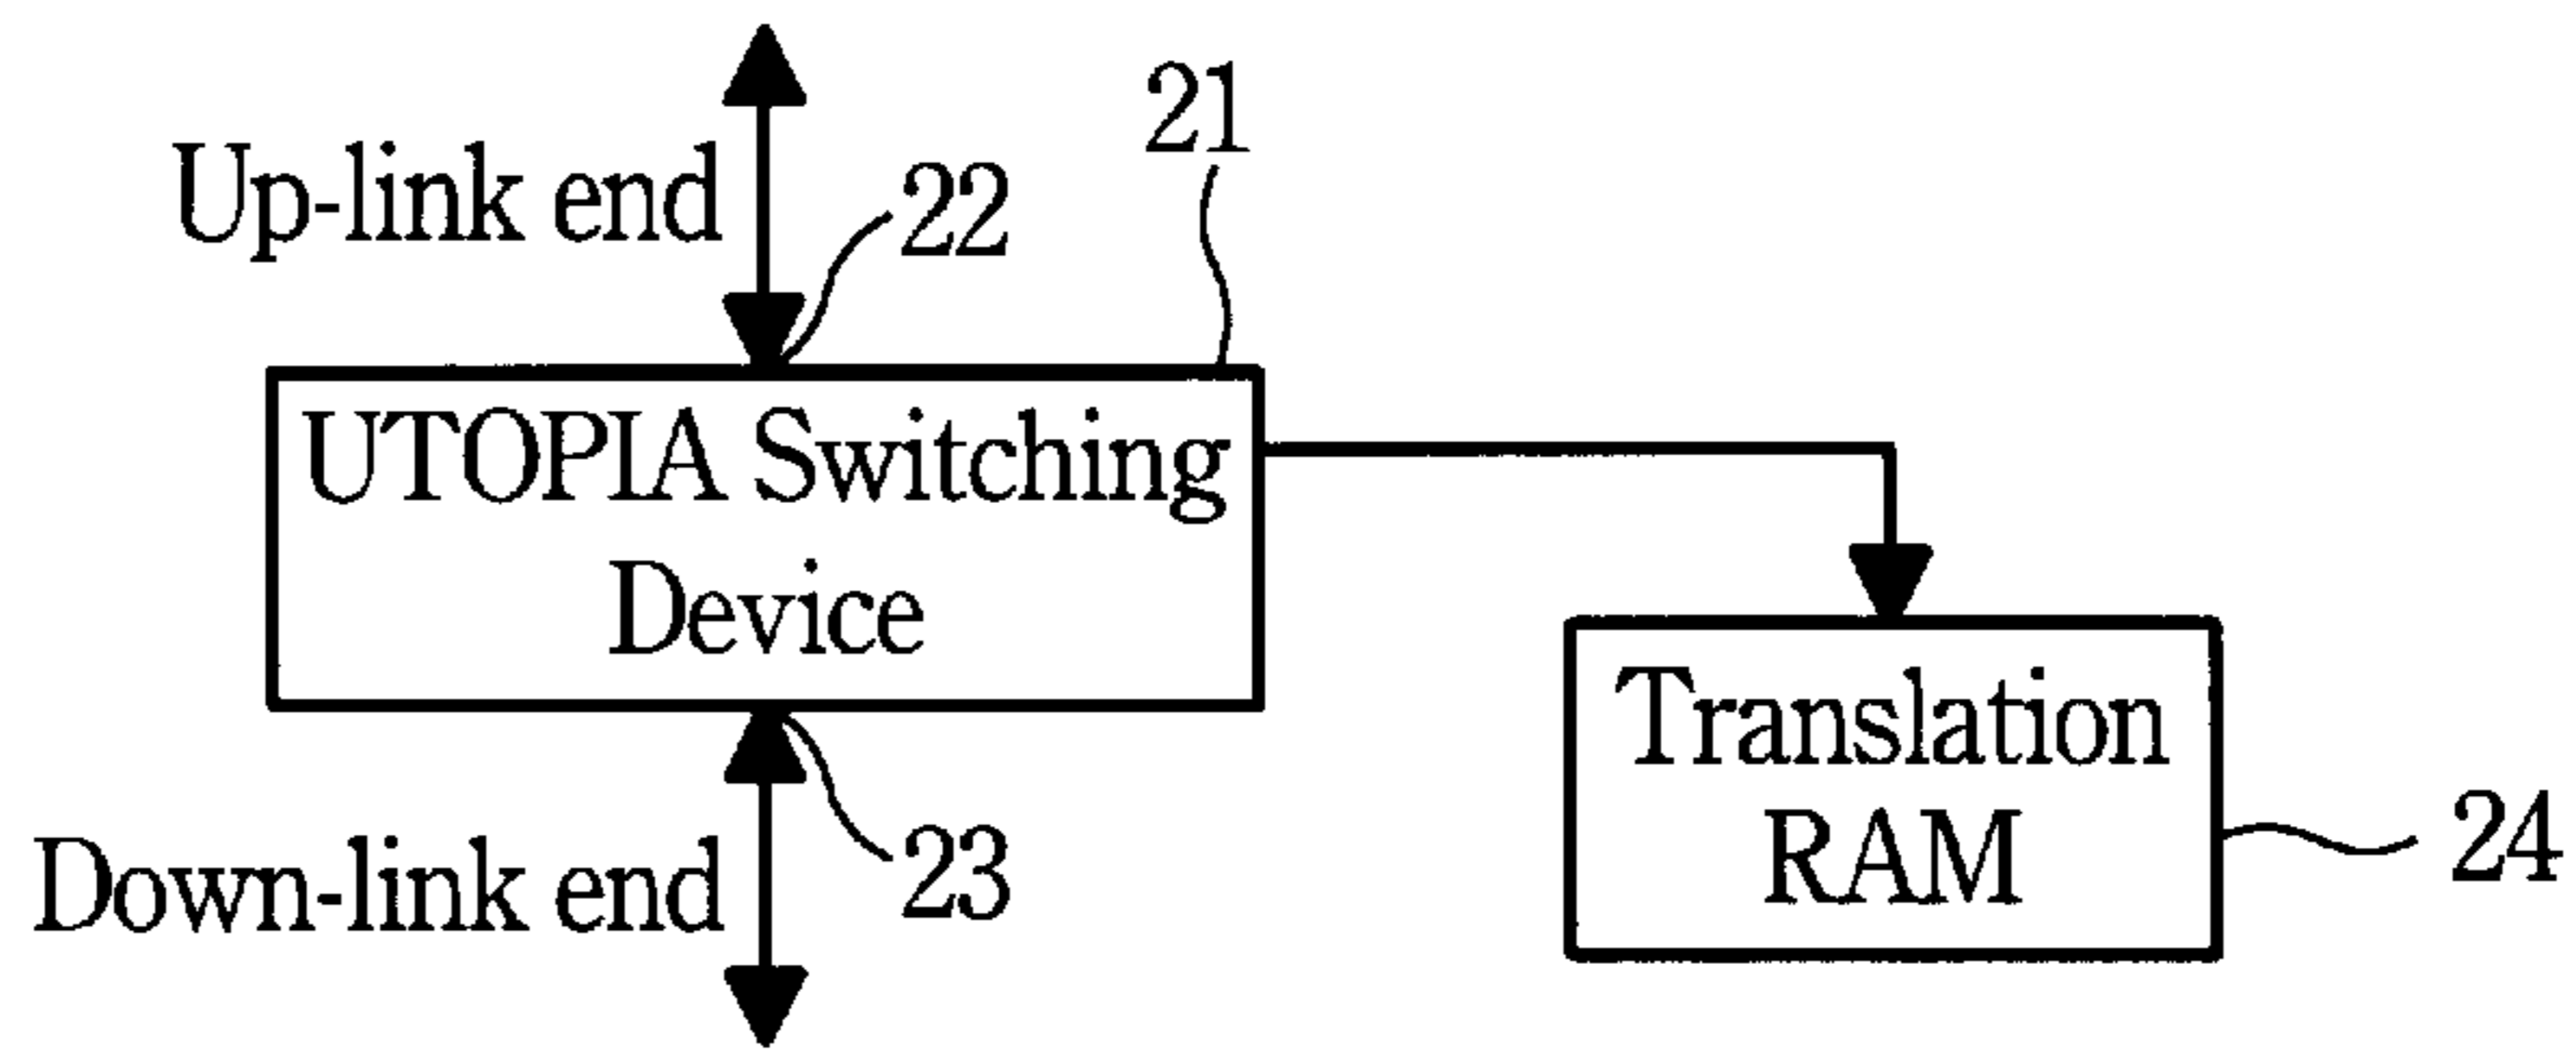 21
Up-link end
22
UTOPIA Switching
Device
Translation
RAM
24
Down-link end
23